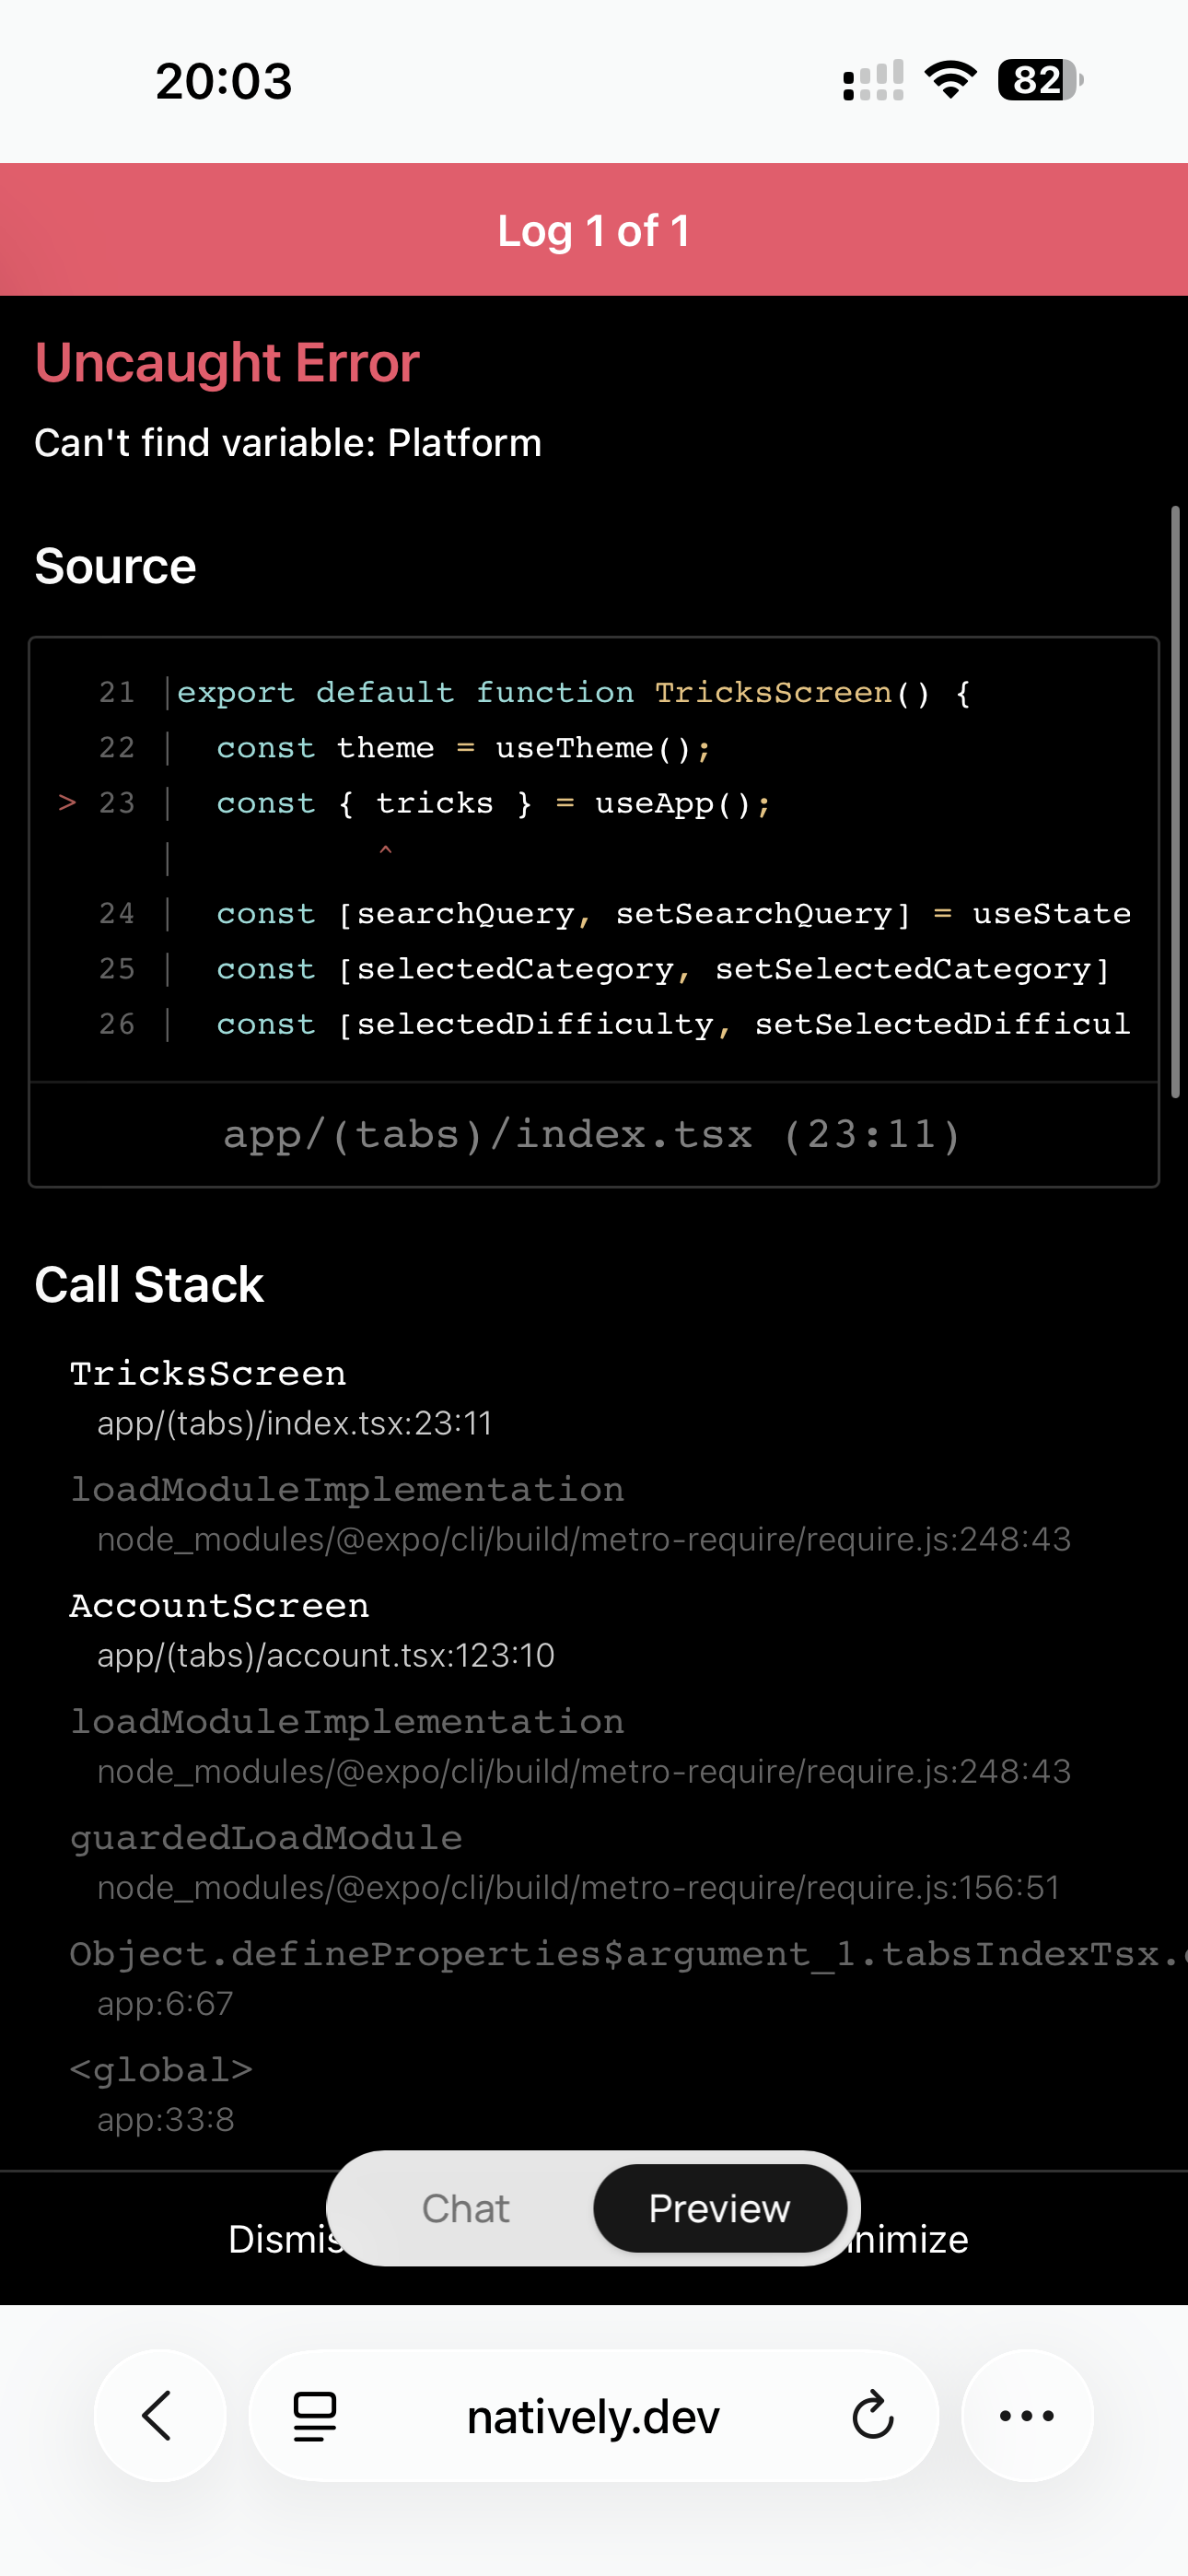 20:03
82
Log 1 of 1
Uncaught Error
Can't find variable: Platform
Source
21 |export default function TricksScreen() {
22 |  const theme = useTheme();
> 23 |  const { tricks } = useApp();
|          ^
24 |  const [searchQuery, setSearchQuery] = useState
25 |  const [selectedCategory, setSelectedCategory]
26 |  const [selectedDifficulty, setSelectedDifficul
app/(tabs)/index.tsx (23:11)
Call Stack
TricksScreen
app/(tabs)/index.tsx:23:11
loadModuleImplementation
node_modules/@expo/cli/build/metro-require/require.js:248:43
AccountScreen
app/(tabs)/account.tsx:123:10
loadModuleImplementation
node_modules/@expo/cli/build/metro-require/require.js:248:43
guardedLoadModule
node_modules/@expo/cli/build/metro-require/require.js:156:51
Object.defineProperties$argument_1.tabsIndexTsx.
app:6:67
<global>
app:33:8
Chat Preview
Dismis nimize
natively.dev